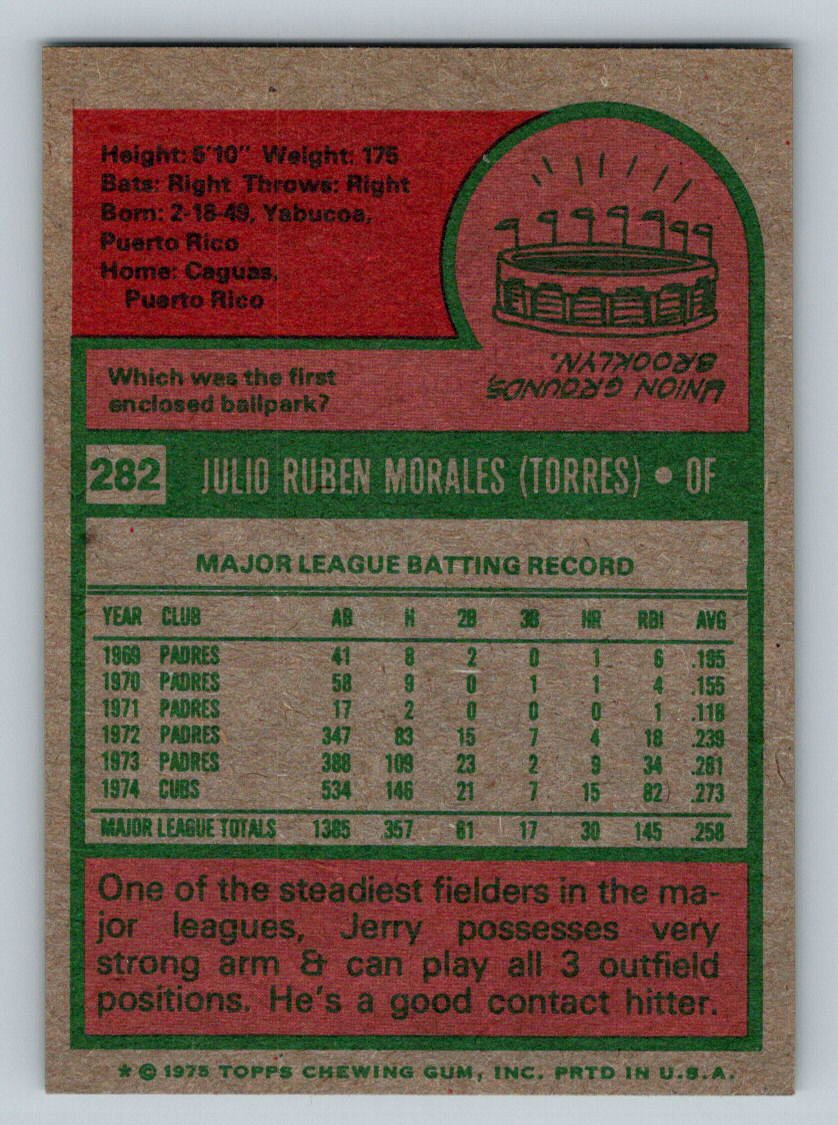 Height: 5'10" Weight: 175
Bats: Right Throws: Right
Born: 2-18-49, Yabucoa,
Puerto Rico
Home: Caguas,
Puerto Rico
Which was the first
enclosed ballpark?
UNION GROUNDS,
BROOKLYN.
282 JULIO RUBEN MORALES (TORRES) • OF
MAJOR LEAGUE BATTING RECORD
YEAR CLUB AB H 2B 3B HR RBI AVG
1969 PADRES 41 8 2 0 1 6 .195
1970 PADRES 58 9 0 1 1 4 .155
1971 PADRES 17 2 0 0 0 1 .118
1972 PADRES 347 83 15 7 4 18 .239
1973 PADRES 388 109 23 2 9 34 .281
1974 CUBS 534 146 21 7 15 82 .273
MAJOR LEAGUE TOTALS 1385 357 61 17 30 145 .258
One of the steadiest fielders in the ma-
jor leagues, Jerry possesses very
strong arm & can play all 3 outfield
positions. He's a good contact hitter.
* © 1975 TOPPS CHEWING GUM, INC. PRTD IN U.S.A.